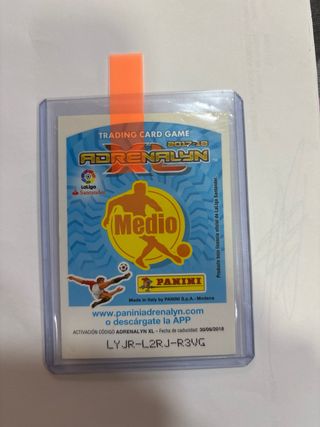 TRADING CARD GAME
2017-18
ADRENALYN
XL
LaLiga
Santander
Medio
Producto bajo licencia oficial de LaLiga Santander.
PANINI
Made in Italy by PANINI S.p.A. - Modena
www.paniniadrenalyn.com
o descárgate la APP
ACTIVACIÓN CÓDIGO ADRENALYN XL - Fecha de caducidad: 30/06/2018
LYJR-L2RJ-R3VG